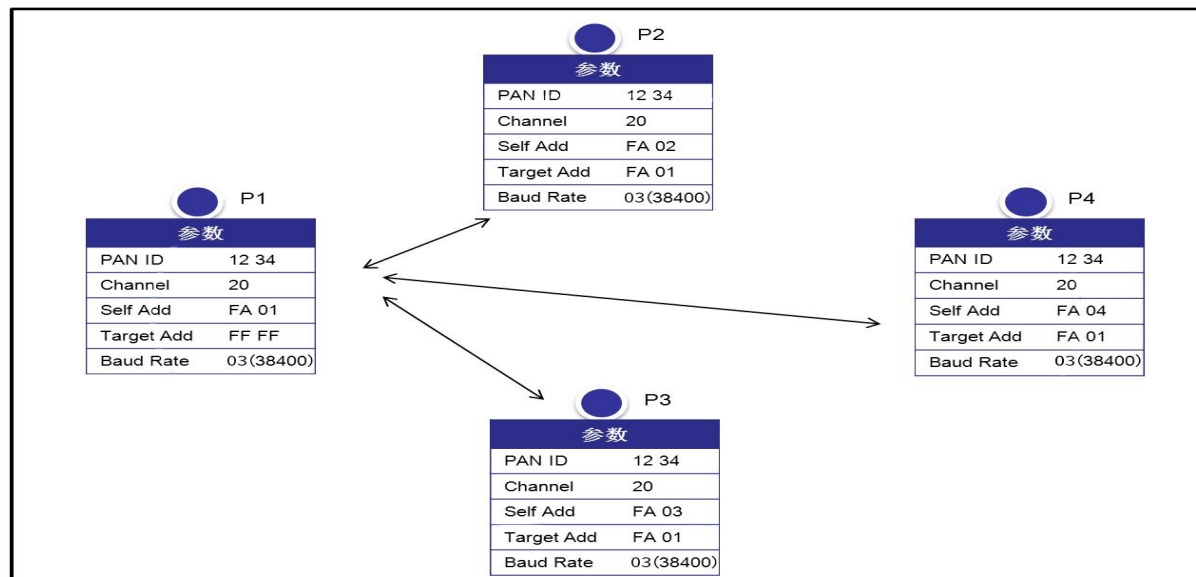 P2
参数
PAN ID 12 34
Channel 20
Self Add FA 02
Target Add FA 01
Baud Rate 03(38400)
P1
参数
PAN ID 12 34
Channel 20
Self Add FA 01
Target Add FF FF
Baud Rate 03(38400)
P4
参数
PAN ID 12 34
Channel 20
Self Add FA 04
Target Add FA 01
Baud Rate 03(38400)
P3
参数
PAN ID 12 34
Channel 20
Self Add FA 03
Target Add FA 01
Baud Rate 03(38400)